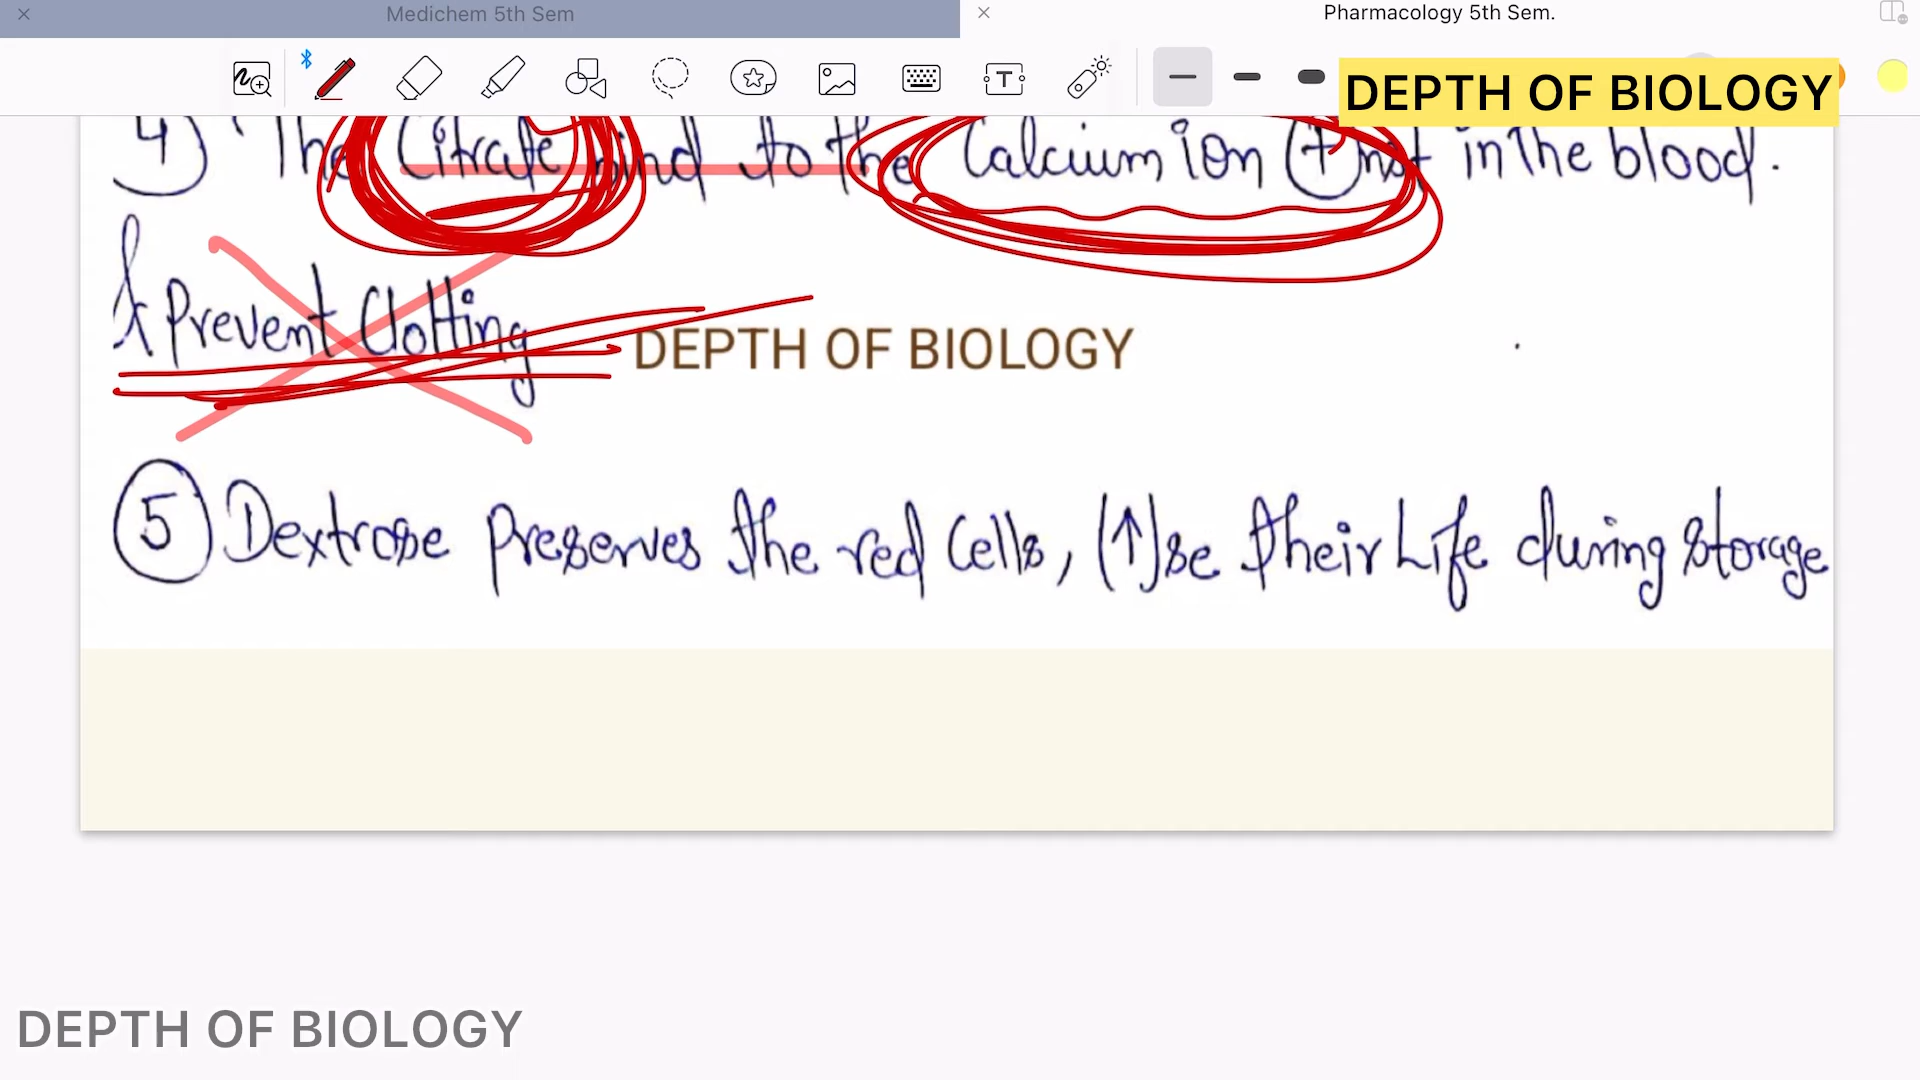 Medichem 5th Sem
Pharmacology 5th Sem.
DEPTH OF BIOLOGY
4) The Citrate bind to the Calcium ion (+)nst in the blood.
& Prevent Clotting
DEPTH OF BIOLOGY
5 Dextrose preserves the red cells, (↑)se their Life during storage
DEPTH OF BIOLOGY